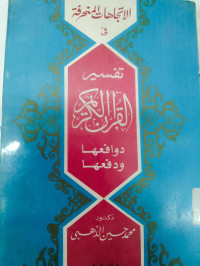 الاتجاهات المنحرفة
في
تفسير
القرآن الكريم
دوافعها
ودفعها
دكتور
محمد حسين الذهبي